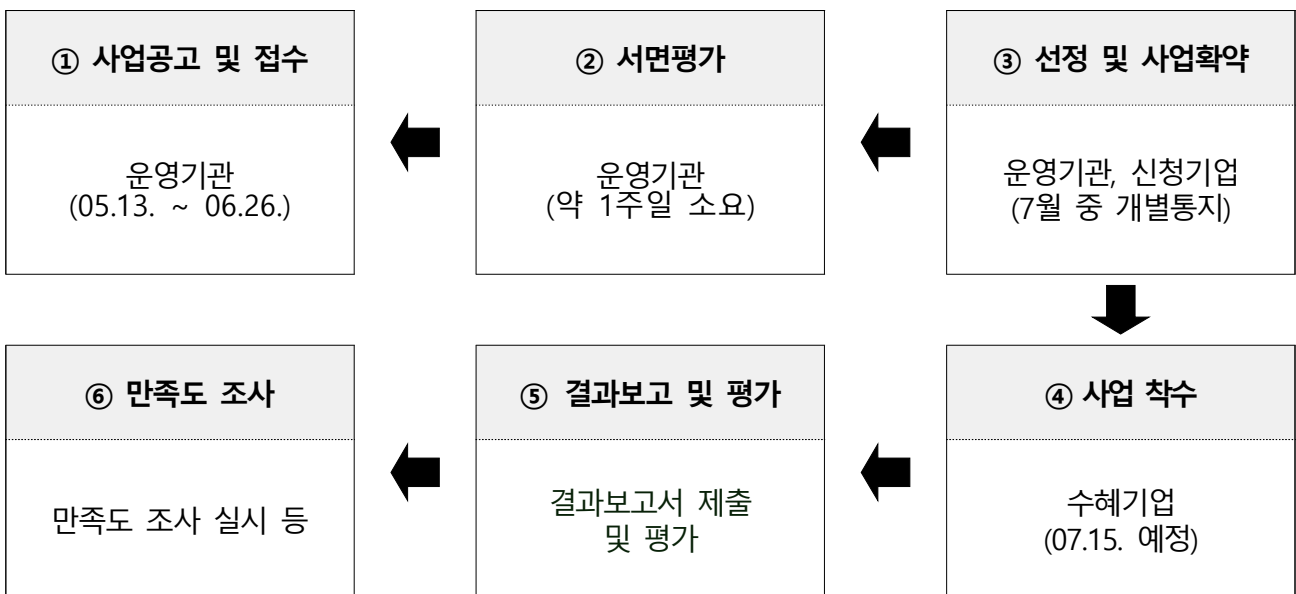 ① 사업공고 및 접수
운영기관
(05.13. ~ 06.26.)
② 서면평가
운영기관
(약 1주일 소요)
③ 선정 및 사업확약
운영기관, 신청기업
(7월 중 개별통지)
④ 사업 착수
수혜기업
(07.15. 예정)
⑤ 결과보고 및 평가
결과보고서 제출
및 평가
⑥ 만족도 조사
만족도 조사 실시 등